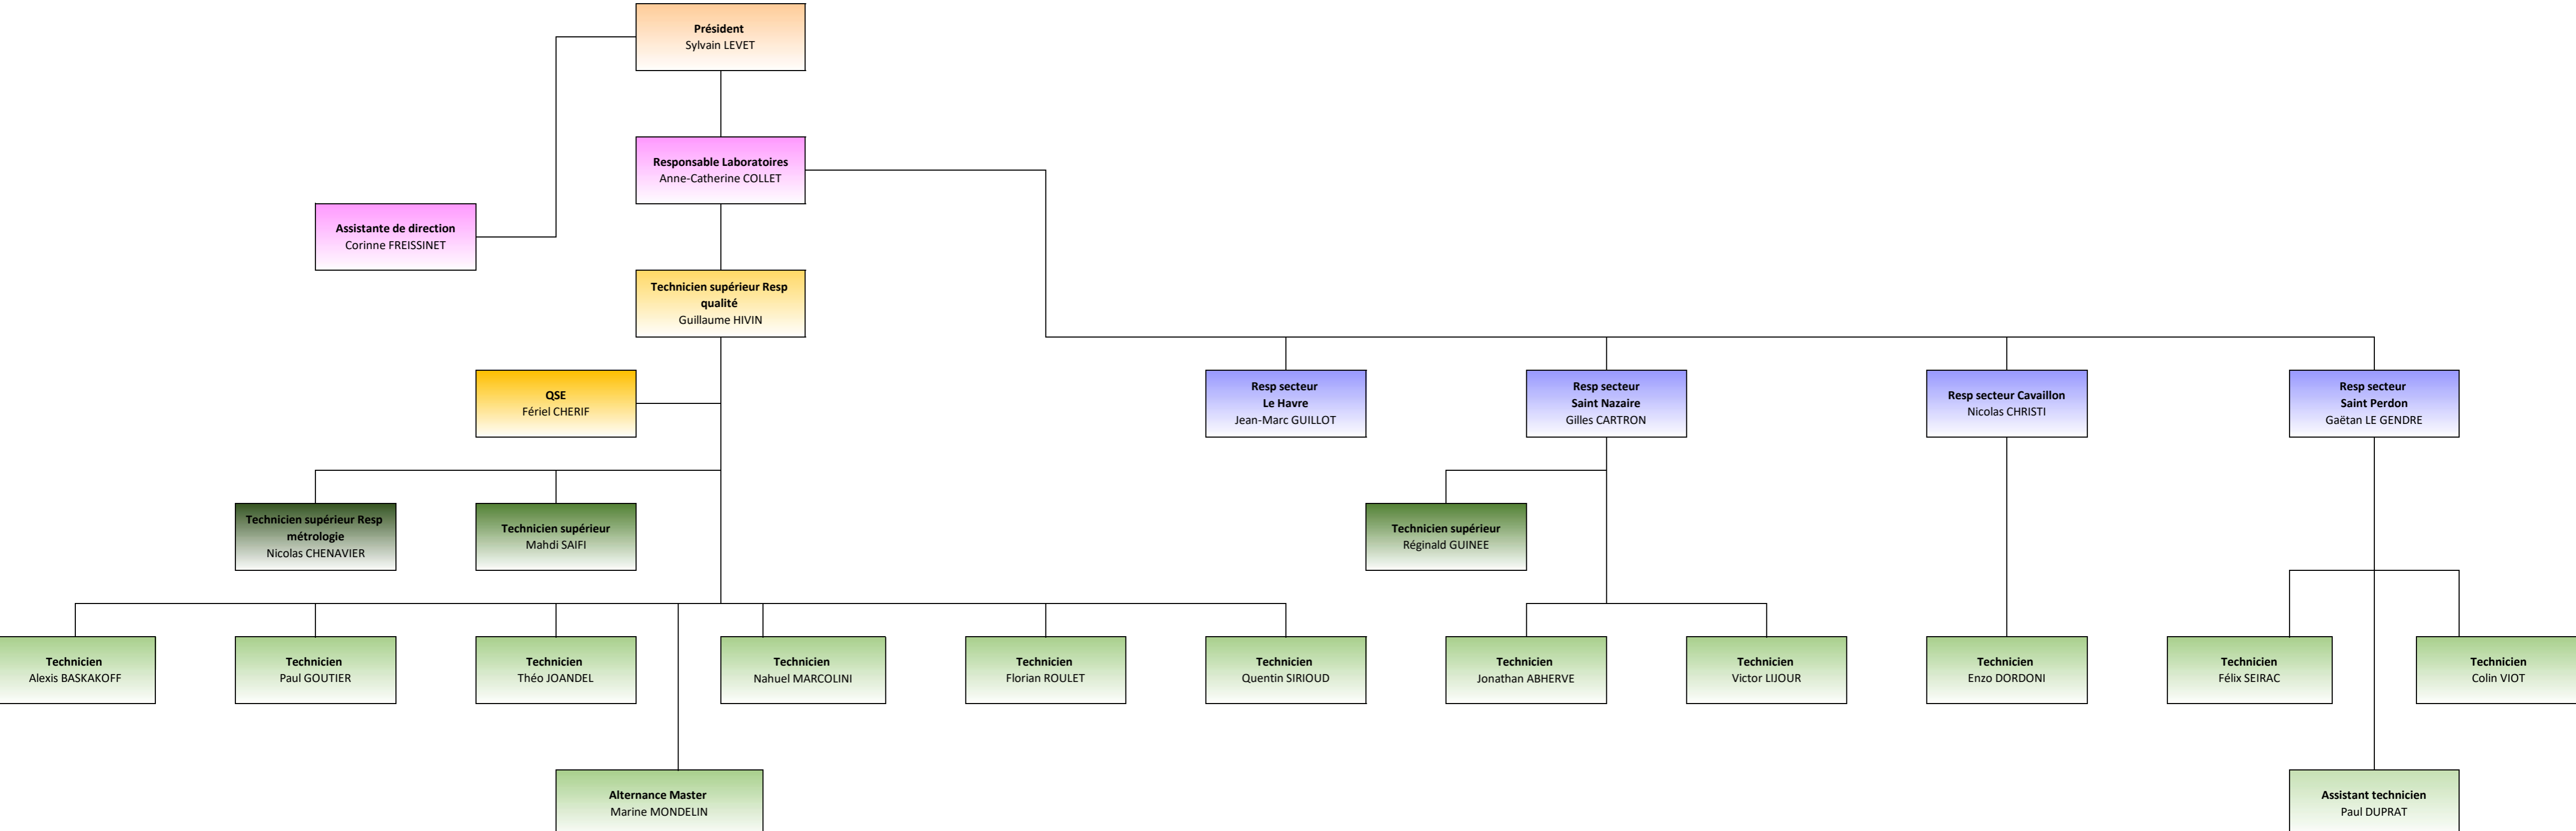 Président
Sylvain LEVET
Responsable Laboratoires
Anne-Catherine COLLET
Assistante de direction
Corinne FREISSINET
Technicien supérieur Resp
qualité
Guillaume HIVIN
QSE
Fériel CHERIF
Resp secteur
Le Havre
Jean-Marc GUILLOT
Resp secteur
Saint Nazaire
Gilles CARTRON
Resp secteur Cavaillon
Nicolas CHRISTI
Resp secteur
Saint Perdon
Gaëtan LE GENDRE
Technicien supérieur Resp
métrologie
Nicolas CHENAVIER
Technicien supérieur
Mahdi SAIFI
Technicien supérieur
Réginald GUINEE
Technicien
Alexis BASKAKOFF
Technicien
Paul GOUTIER
Technicien
Théo JOANDEL
Technicien
Nahuel MARCOLINI
Technicien
Florian ROULET
Technicien
Quentin SIRIOUD
Technicien
Jonathan ABHERVE
Technicien
Victor LIJOUR
Technicien
Enzo DORDONI
Technicien
Félix SEIRAC
Technicien
Colin VIOT
Alternance Master
Marine MONDELIN
Assistant technicien
Paul DUPRAT